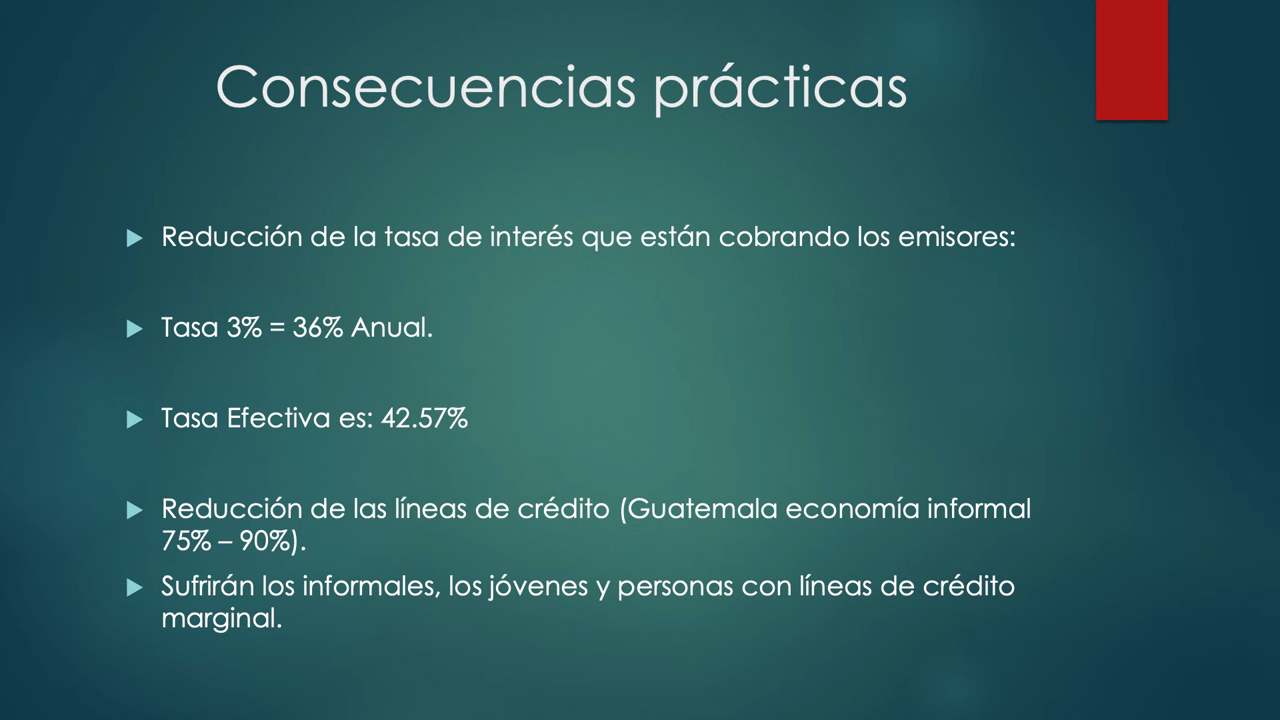 Consecuencias prácticas
Reducción de la tasa de interés que están cobrando los emisores:
Tasa 3% = 36% Anual.
Tasa Efectiva es: 42.57%
Reducción de las líneas de crédito (Guatemala economía informal
75% – 90%).
Sufrirán los informales, los jóvenes y personas con líneas de crédito
marginal.